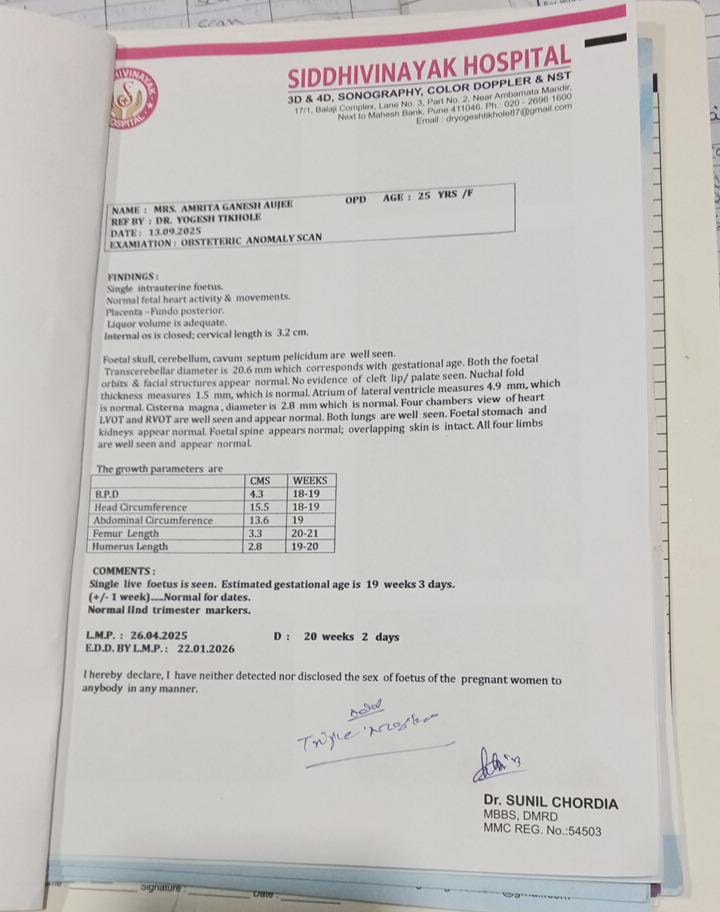 SIDDHIVINAYAK HOSPITAL
3D & 4D, SONOGRAPHY, COLOR DOPPLER & NST
17/1, Balaji Complex, Lane No. 3, Part No. 2, Near Ambamata Mandir,
Next to Mahesh Bank, Pune 411046. Ph.: 020 - 2696 1600
Email : dryogeshtikhole87@gmail.com
NAME : MRS. AMRITA GANESH AUJEE OPD AGE : 25 YRS /F
REF BY : DR. YOGESH TIKHOLE
DATE : 13.09.2025
EXAMIATION : OBSTETERIC ANOMALY SCAN
FINDINGS :
Single intrauterine foetus.
Normal fetal heart activity & movements.
Placenta –Fundo posterior.
Liquor volume is adequate.
Internal os is closed; cervical length is 3.2 cm.
Foetal skull, cerebellum, cavum septum pelicidum are well seen.
Transcerebellar diameter is 20.6 mm which corresponds with gestational age. Both the foetal
orbits & facial structures appear normal. No evidence of cleft lip/ palate seen. Nuchal fold
thickness measures 1.5 mm, which is normal. Atrium of lateral ventricle measures 4.9 mm, which
is normal. Cisterna magna , diameter is 2.8 mm which is normal. Four chambers view of heart
LVOT and RVOT are well seen and appear normal. Both lungs are well seen. Foetal stomach and
kidneys appear normal. Foetal spine appears normal; overlapping skin is intact. All four limbs
are well seen and appear normal.
The growth parameters are
CMS WEEKS
B.P.D 4.3 18-19
Head Circumference 15.5 18-19
Abdominal Circumference 13.6 19
Femur Length 3.3 20-21
Humerus Length 2.8 19-20
COMMENTS :
Single live foetus is seen. Estimated gestational age is 19 weeks 3 days.
(+/- 1 week).....Normal for dates.
Normal IInd trimester markers.
L.M.P. : 26.04.2025 D : 20 weeks 2 days
E.D.D. BY L.M.P. : 22.01.2026
I hereby declare, I have neither detected nor disclosed the sex of foetus of the pregnant women to
anybody in any manner.
Dr. SUNIL CHORDIA
MBBS, DMRD
MMC REG. No.:54503
Signature :
Date :